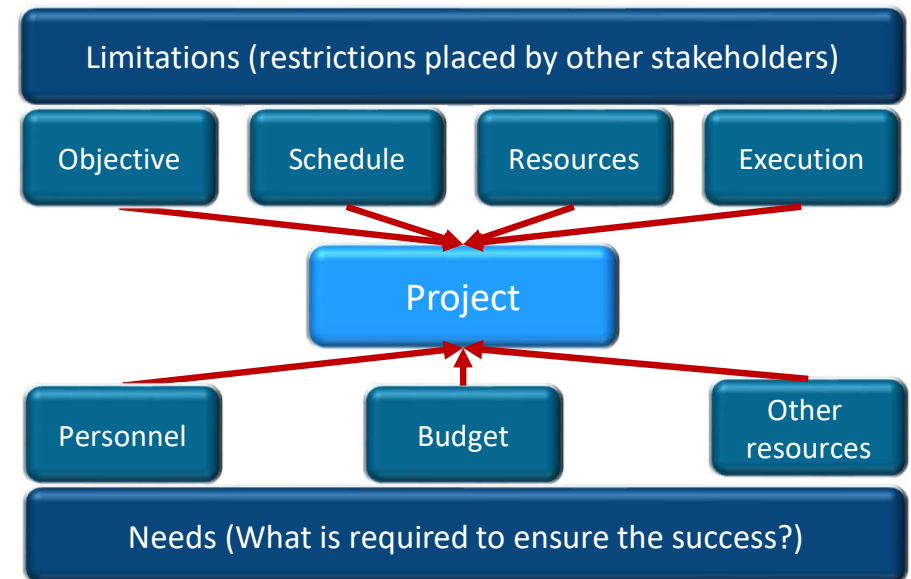 Limitations (restrictions placed by other stakeholders)
Objective
Schedule
Resources
Execution
Project
Personnel
Budget
Other
resources
Needs (What is required to ensure the success?)